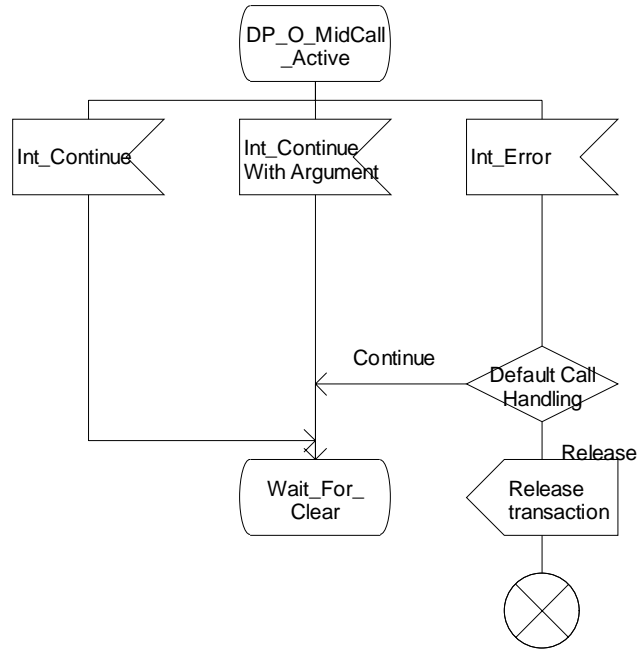 DP_O_MidCall
_Active
Int_Continue
Int_Continue
With Argument
Int_Error
Continue
Default Call
Handling
Release
Wait_For_
Clear
Release
transaction